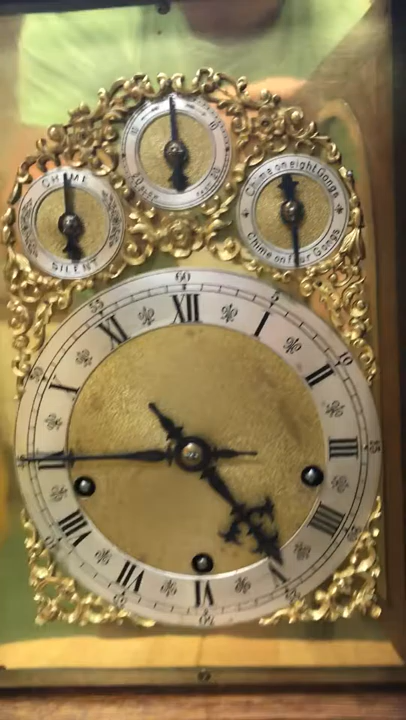 CHIME
SILENT
Chime on eight Gongs
Chime on four Gongs
60
5
10
15
55
XII
I
II
III
IIII
V
VI
VII
VIII
IX
X
XI